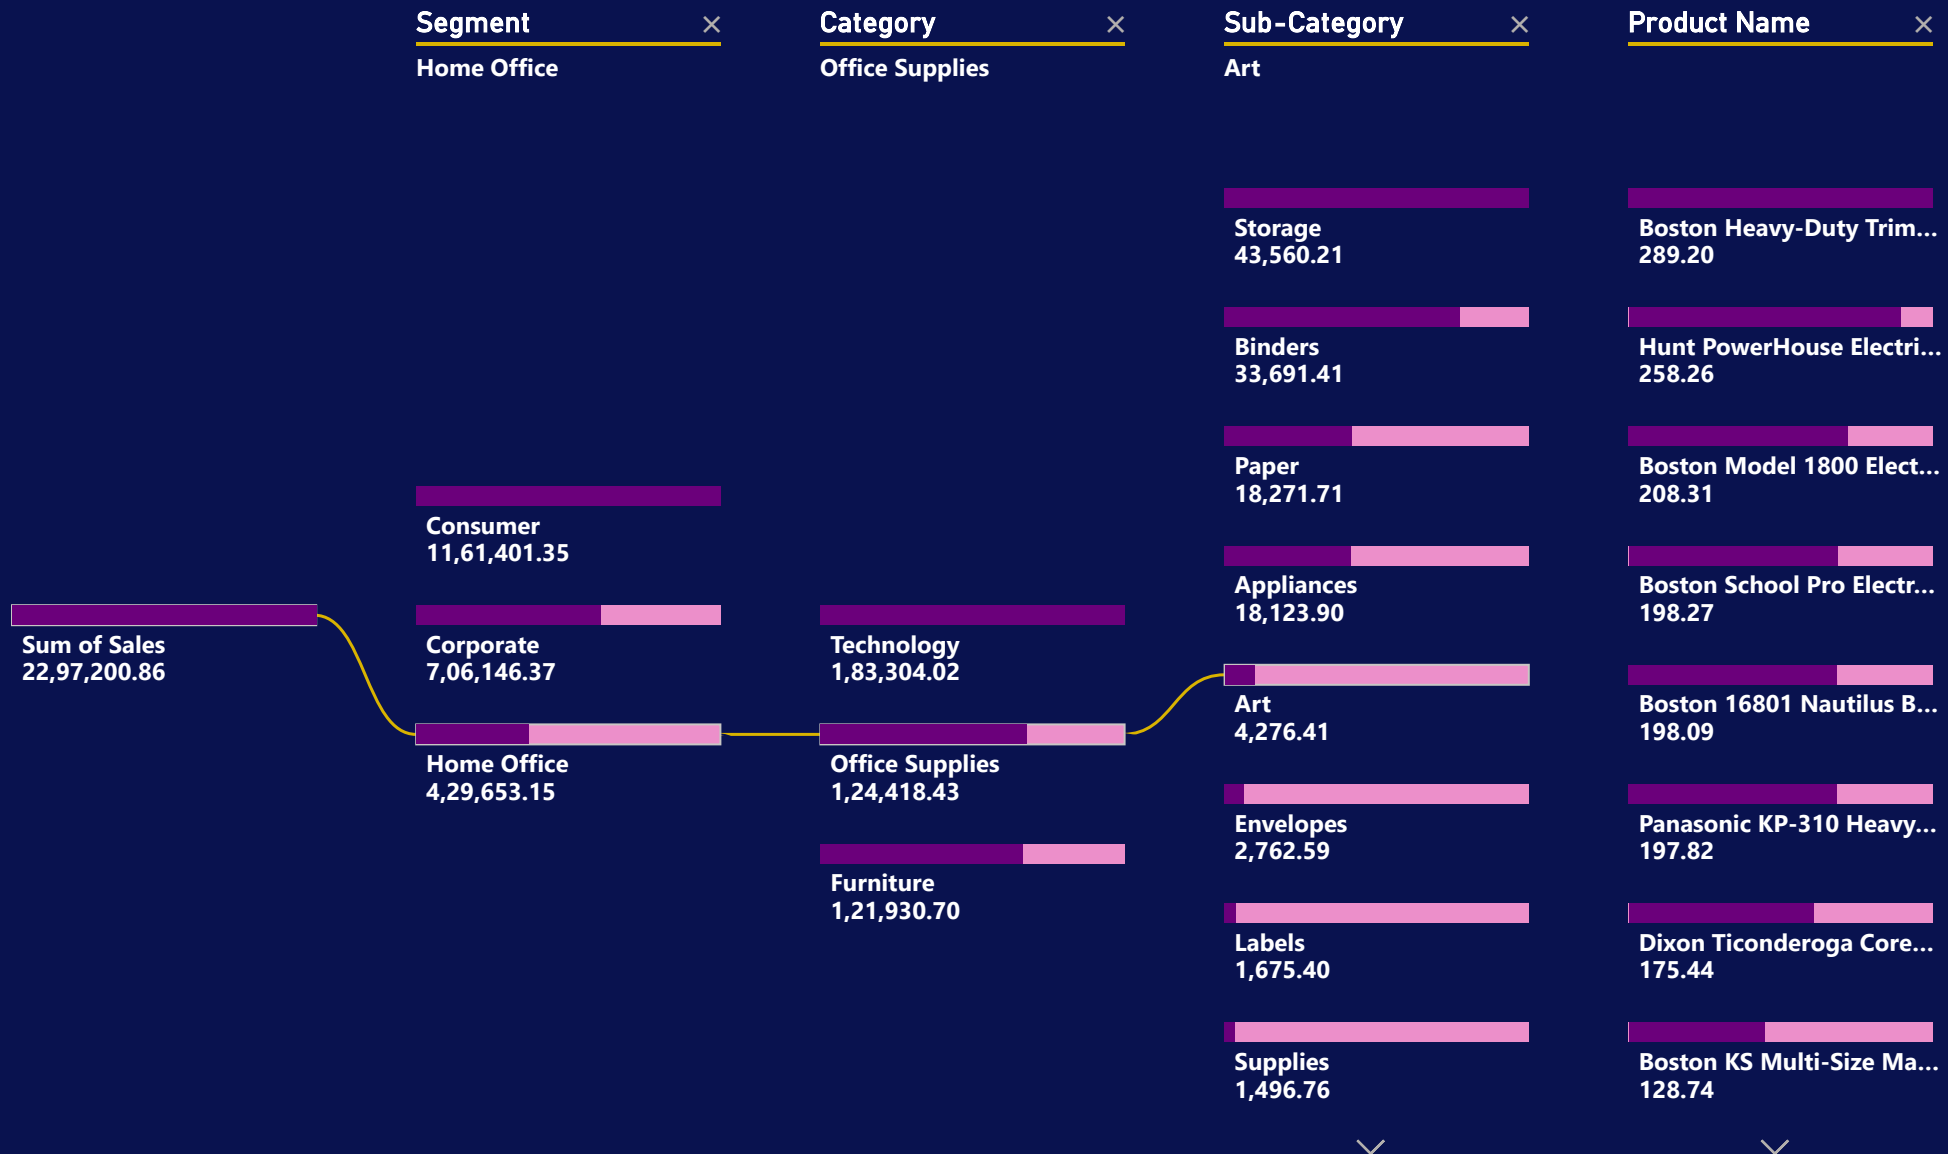 Segment
Home Office
Category
Office Supplies
Sub-Category
Art
Product Name
Sum of Sales
22,97,200.86
Consumer
11,61,401.35
Corporate
7,06,146.37
Home Office
4,29,653.15
Technology
1,83,304.02
Office Supplies
1,24,418.43
Furniture
1,21,930.70
Storage
43,560.21
Binders
33,691.41
Paper
18,271.71
Appliances
18,123.90
Art
4,276.41
Envelopes
2,762.59
Labels
1,675.40
Supplies
1,496.76
Boston Heavy-Duty Trim...
289.20
Hunt PowerHouse Electri...
258.26
Boston Model 1800 Elect...
208.31
Boston School Pro Electr...
198.27
Boston 16801 Nautilus B...
198.09
Panasonic KP-310 Heavy...
197.82
Dixon Ticonderoga Core...
175.44
Boston KS Multi-Size Ma...
128.74